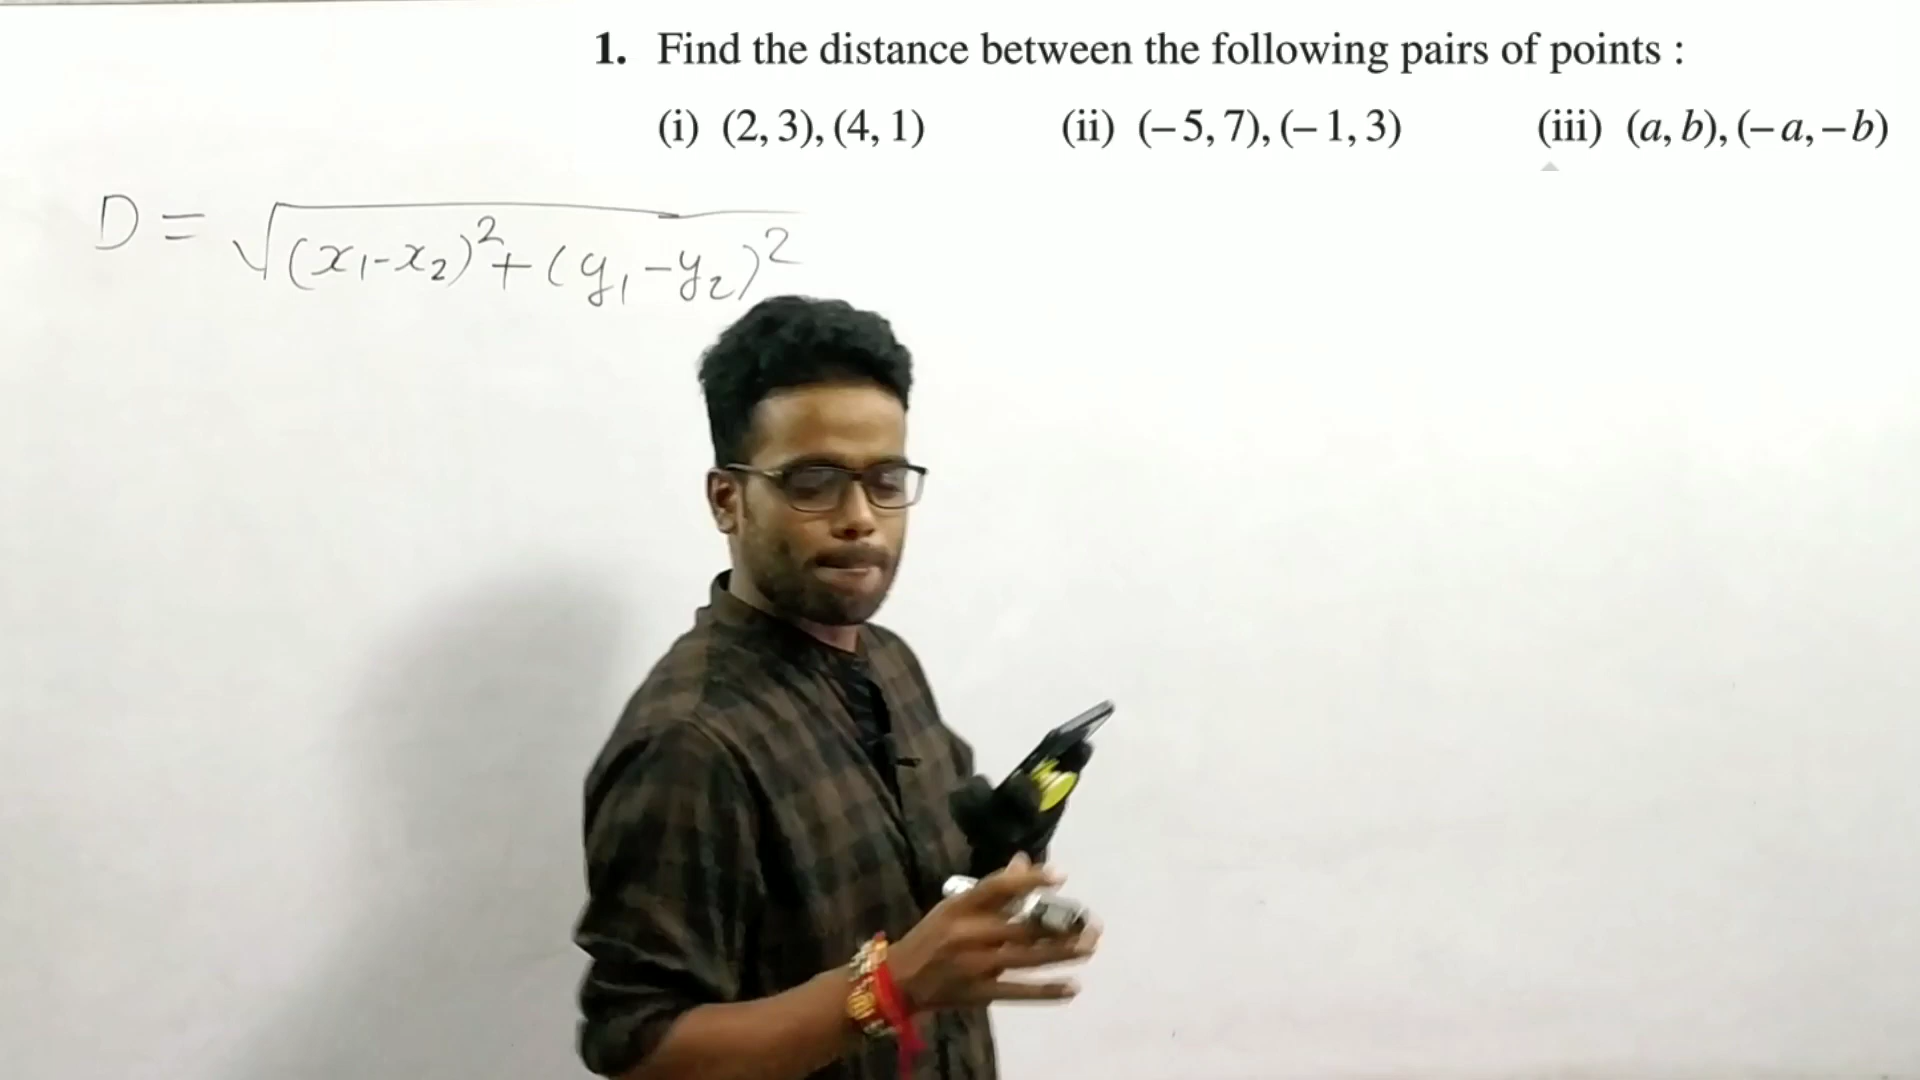 1. Find the distance between the following pairs of points :
(i) (2, 3), (4, 1) (ii) (– 5, 7), (– 1, 3) (iii) (a, b), (– a, – b)
D = √(x₁-x₂)²+(y₁-y₂)²